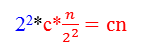 2²*c*n/2² = cn